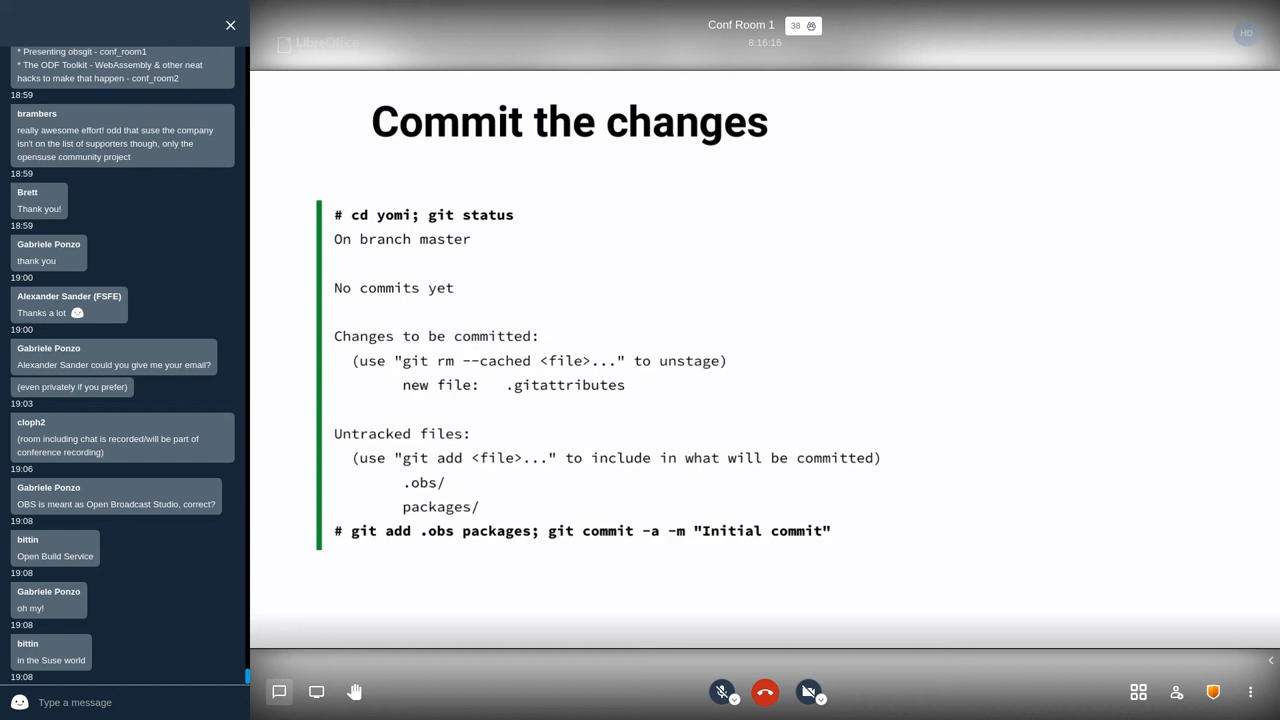 * Presenting obsgit - conf_room1
* The ODF Toolkit - WebAssembly & other neat
hacks to make that happen - conf_room2
18:59
brambers
really awesome effort! odd that suse the company
isn't on the list of supporters though, only the
opensuse community project
18:59
Brett
Thank you!
18:59
Gabriele Ponzo
thank you
19:00
Alexander Sander (FSFE)
Thanks a lot
19:00
Gabriele Ponzo
Alexander Sander could you give me your email?
(even privately if you prefer)
19:03
cloph2
(room including chat is recorded/will be part of
conference recording)
19:06
Gabriele Ponzo
OBS is meant as Open Broadcast Studio, correct?
19:08
bittin
Open Build Service
19:08
Gabriele Ponzo
oh my!
19:08
bittin
in the Suse world
19:08
Type a message
Conf Room 1
38
8:16:16
LibreOffice
HD
Commit the changes
# cd yomi; git status
On branch master
No commits yet
Changes to be committed:
(use "git rm --cached <file>..." to unstage)
new file: .gitattributes
Untracked files:
(use "git add <file>..." to include in what will be committed)
.obs/
packages/
# git add .obs packages; git commit -a -m "Initial commit"